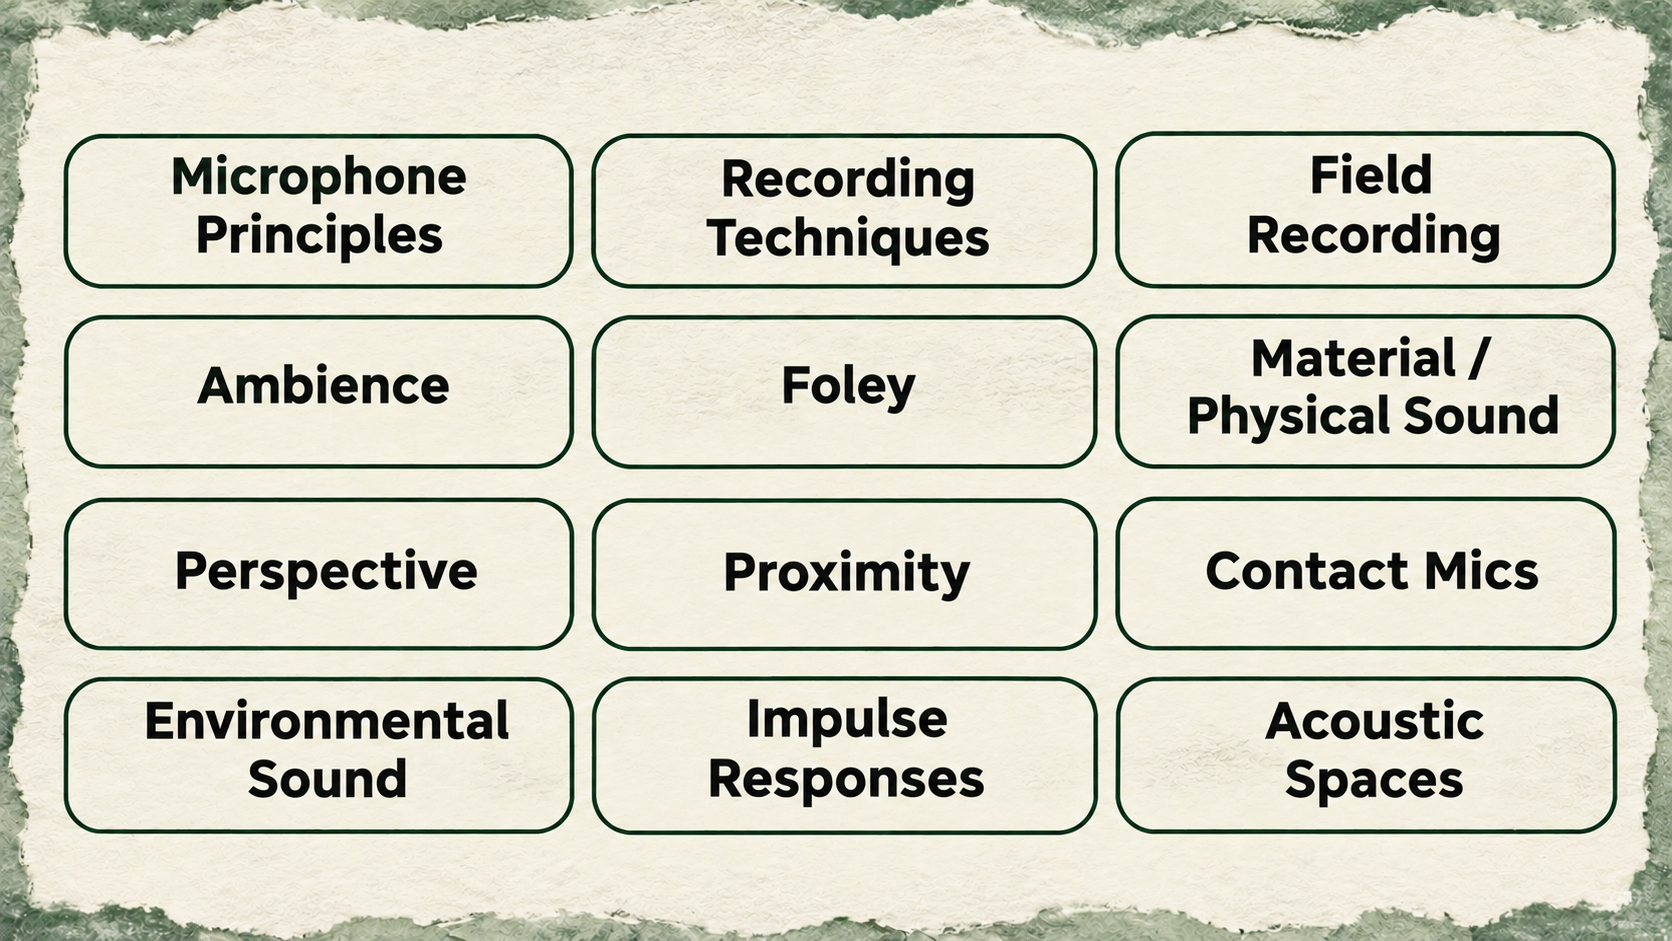 Microphone
Principles
Recording
Techniques
Field
Recording
Ambience
Foley
Material /
Physical Sound
Perspective
Proximity
Contact Mics
Environmental
Sound
Impulse
Responses
Acoustic
Spaces